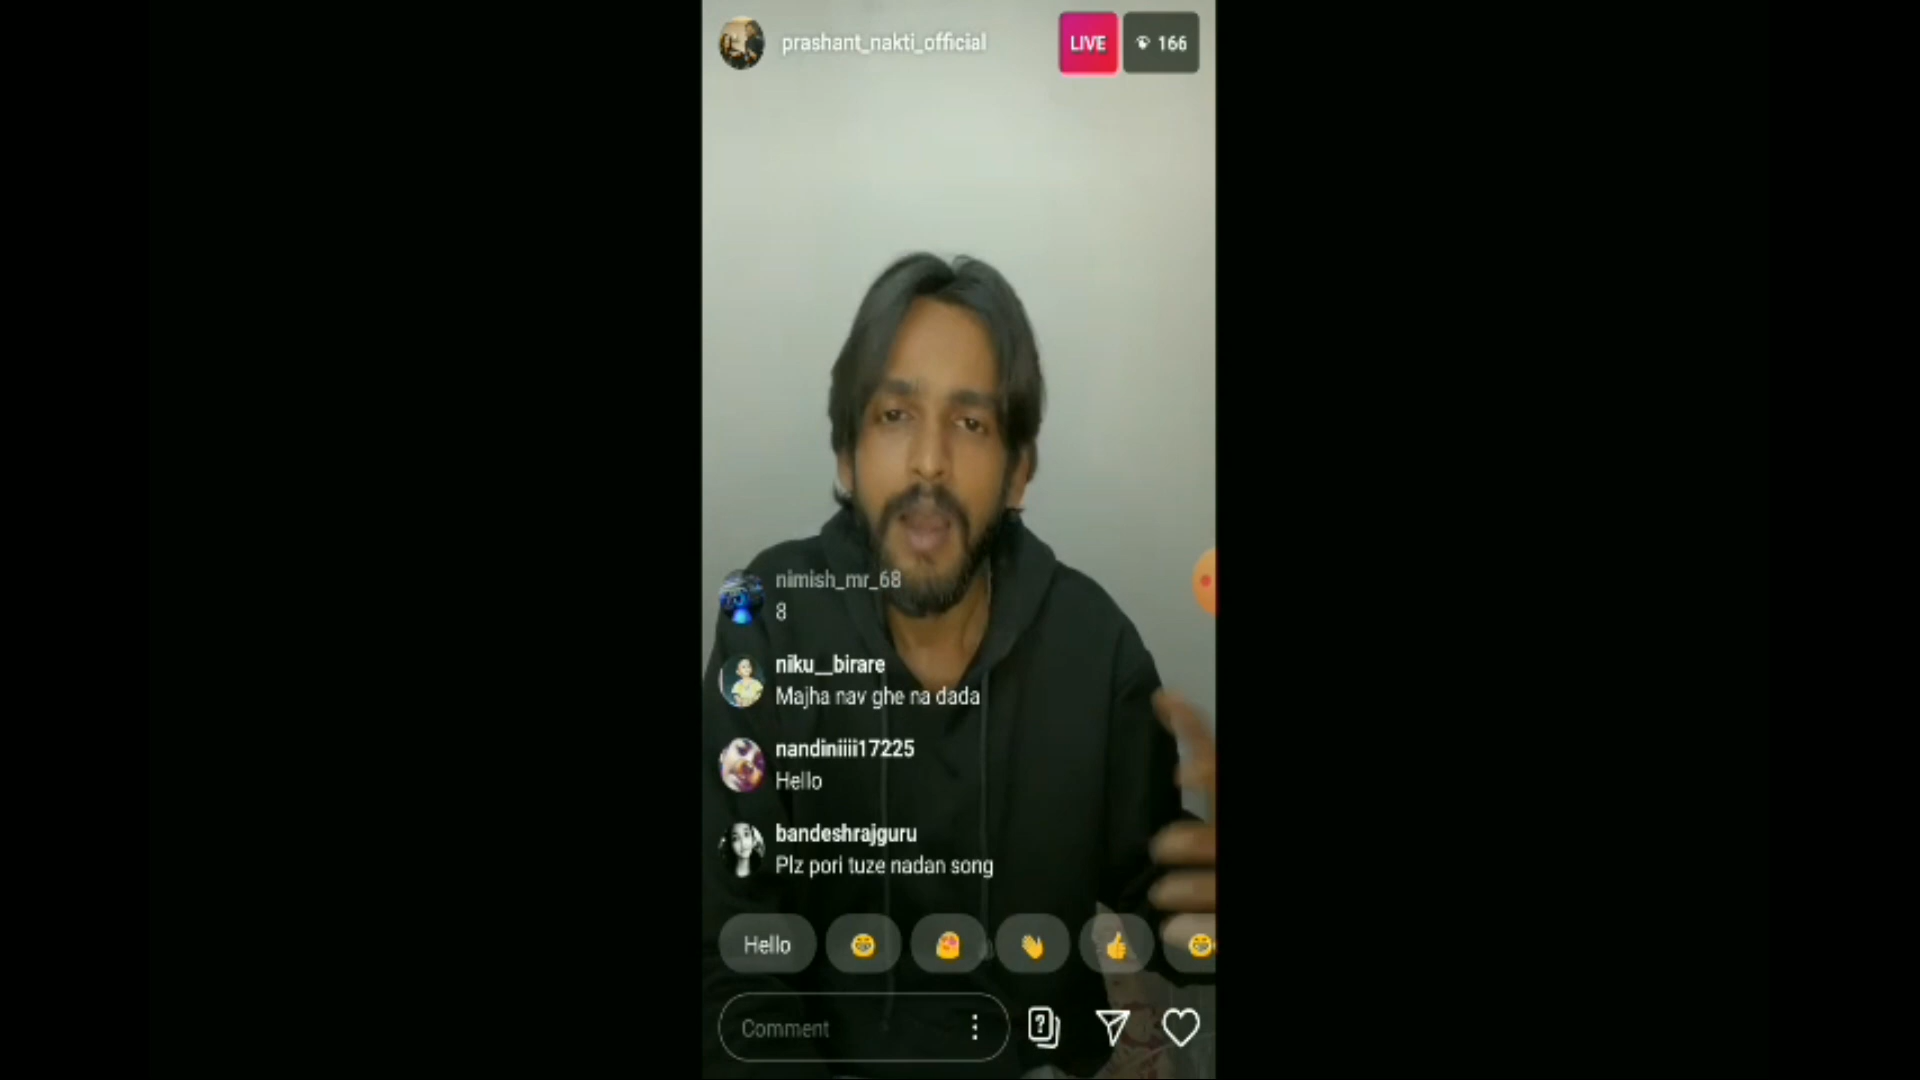 prashant_nakti_official
LIVE
166
nimish_mr_68
8
niku__birare
Majha nav ghe na dada
nandiniiii17225
Hello
bandeshrajguru
Plz pori tuze nadan song
Hello
Comment